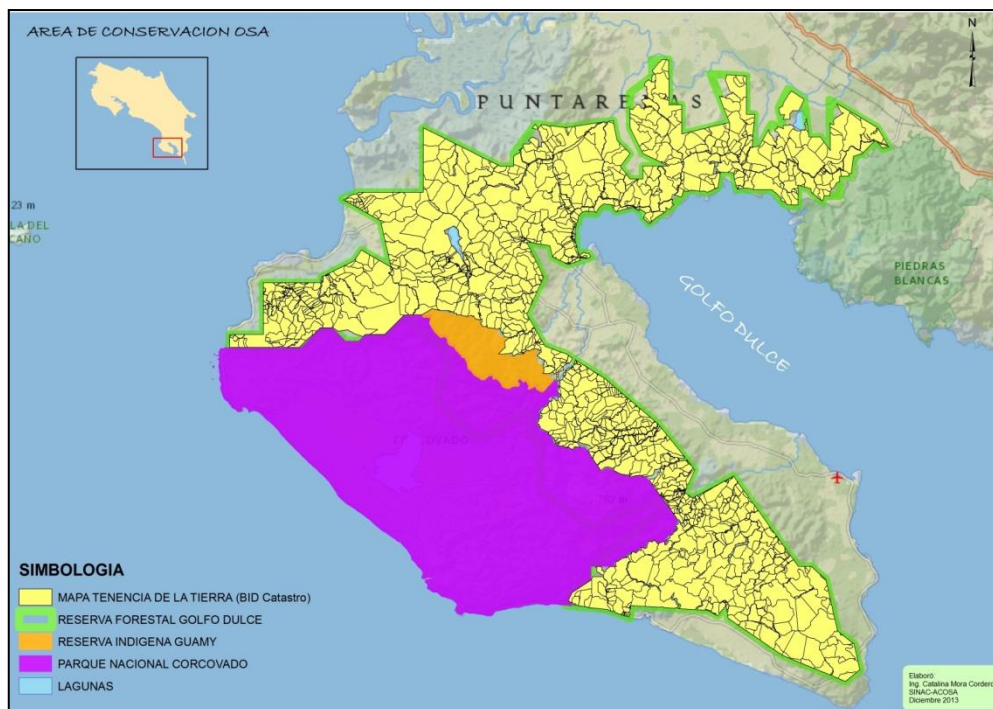 AREA DE CONSERVACION OSA
N
PUNTARENAS
23 m
LA DEL
CAÑO
PIEDRAS
BLANCAS
GOLFO DULCE
SIMBOLOGIA
MAPA TENENCIA DE LA TIERRA (BID Catastro)
RESERVA FORESTAL GOLFO DULCE
RESERVA INDIGENA GUAMY
PARQUE NACIONAL CORCOVADO
LAGUNAS
Elaboró:
Ing. Catalina Mora Cordero
SINAC-ACOSA
Diciembre 2013